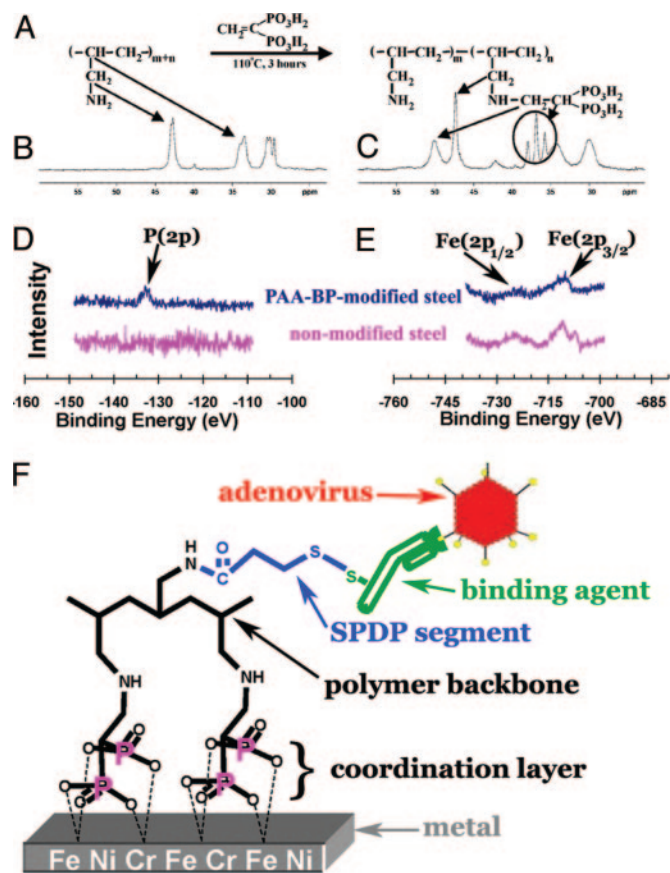 A
CH2=C
PO3H2
PO3H2
110°C, 3 hours
(-CH-CH2-)m+n
CH2
NH2
(-CH-CH2-)m-(-CH-CH2-)n
CH2 CH2
NH2 NH-CH2-CH
PO3H2
PO3H2
B
C
55 50 45 40 35 30 ppm
55 50 45 40 35 30 ppm
D
P(2p)
E
Fe(2p1/2)
Fe(2p3/2)
Intensity
PAA-BP-modified steel
non-modified steel
-160 -150 -140 -130 -120 -110 -100
Binding Energy (eV)
-760 -745 -730 -715 -700 -685
Binding Energy (eV)
F
adenovirus
H
N
O
C
S
S
S
binding agent
SPDP segment
NH
NH
polymer backbone
O
O
O
P
O
P
O
O
P
O
P
O
O
coordination layer
metal
Fe Ni Cr Fe Cr Fe Ni